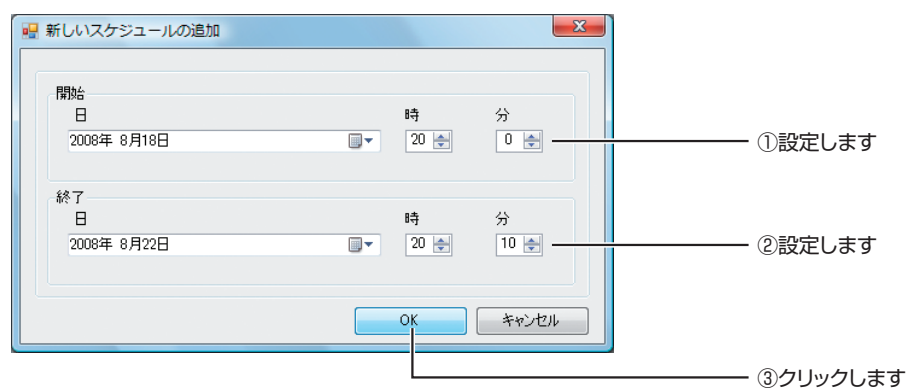 新しいスケジュールの追加
開始
日 時 分
2008年 8月18日 20 0
①設定します
終了
日 時 分
2008年 8月22日 20 10
②設定します
OK キャンセル
③クリックします